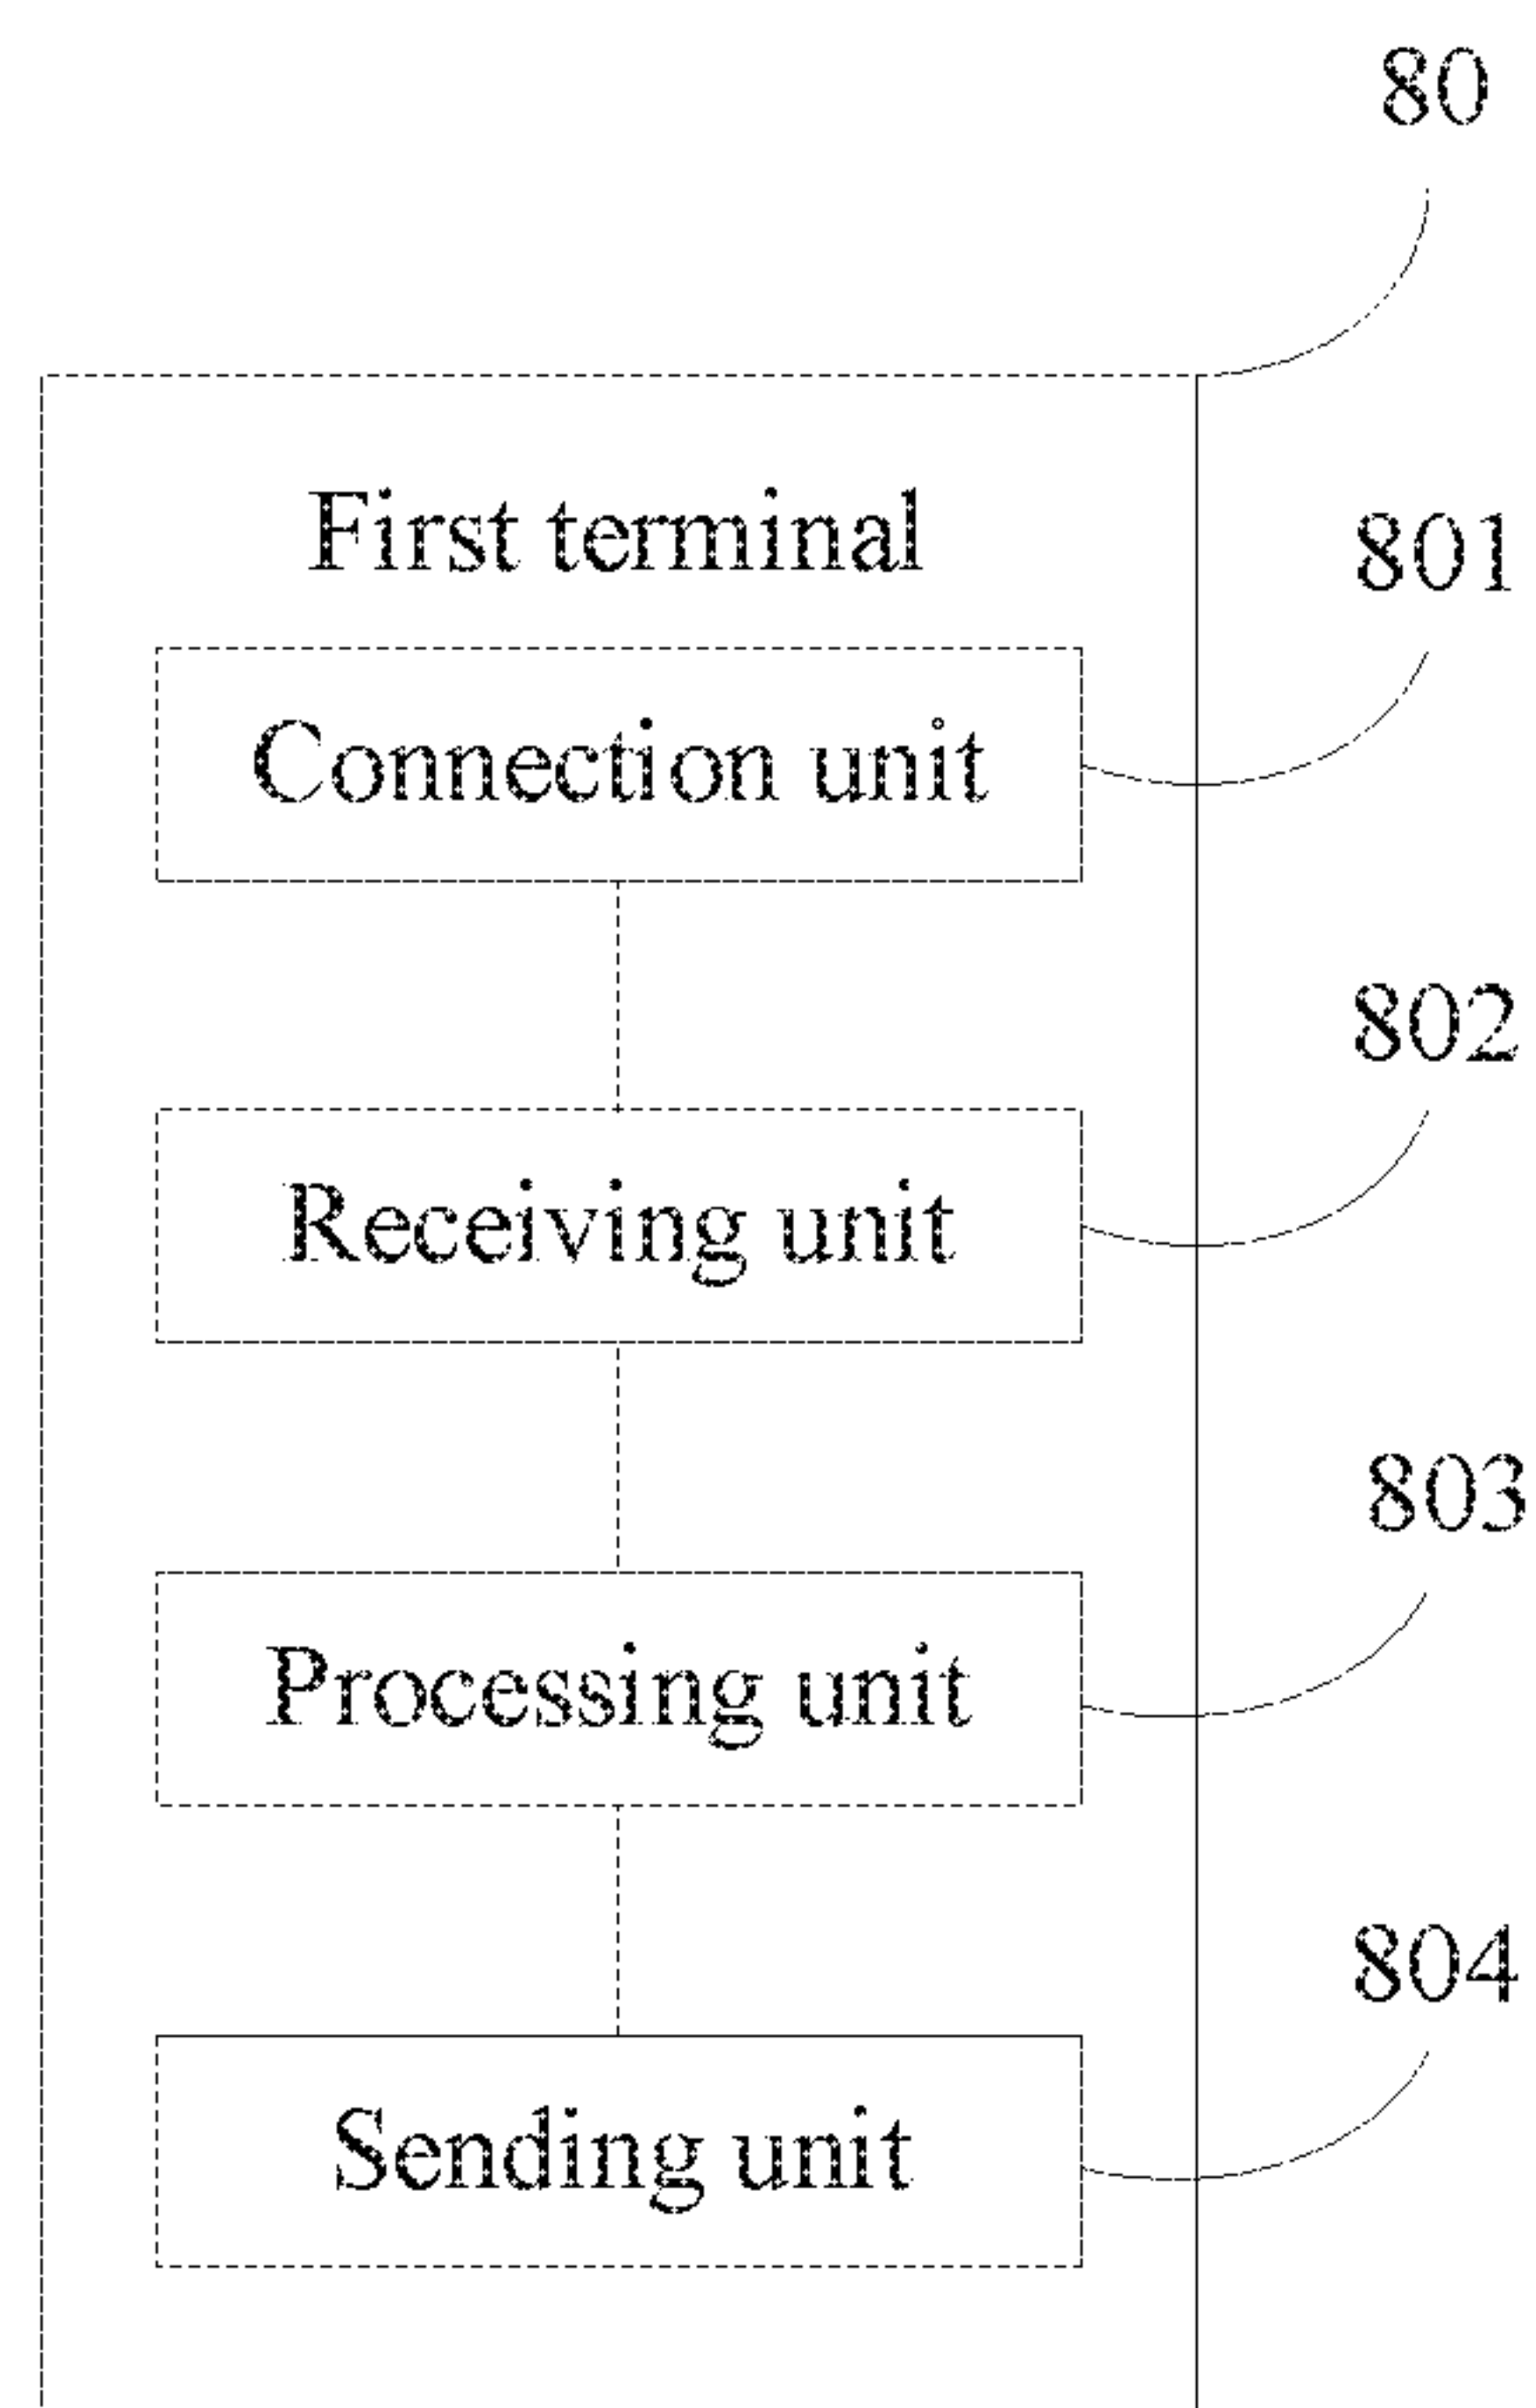 80
First terminal
801
Connection unit
802
Receiving unit
803
Processing unit
804
Sending unit